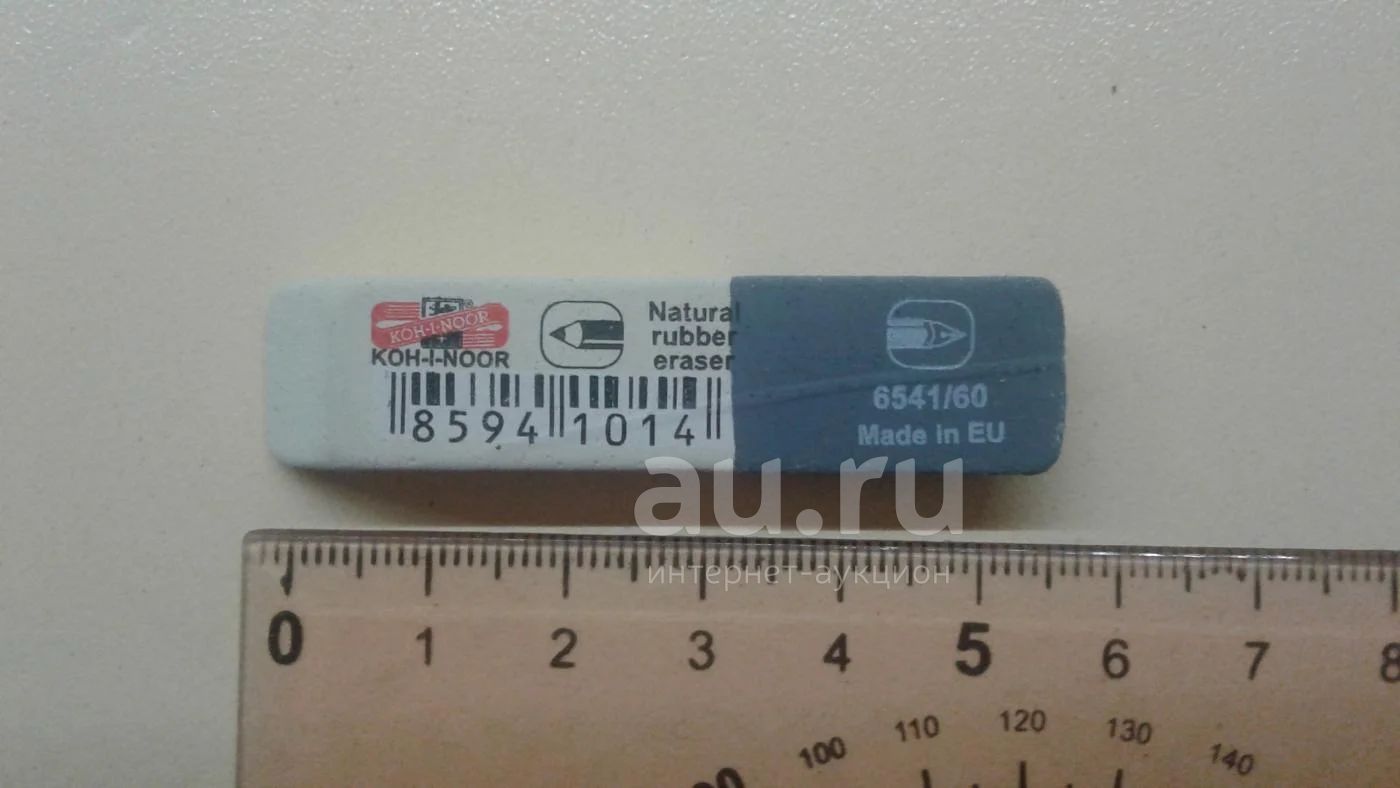 KOH-I-NOOR®
KOH-I-NOOR
Natural
rubber
eraser
8594 1014
6541/60
Made in EU
au.ru
интернет-аукцион
0 1 2 3 4 5 6 7 8
90 100 110 120 130 140